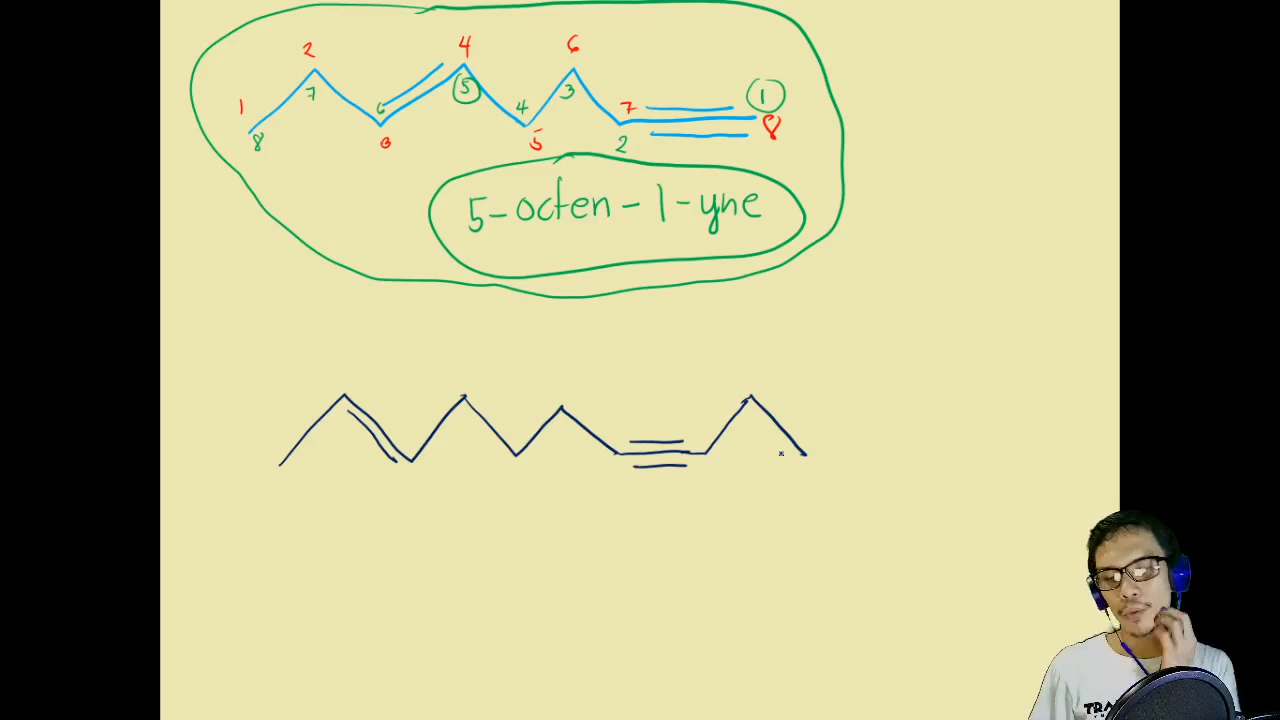 2 4 6
1 7 5 3 7 1
8 6 4 8
3 5 2
5-octen-1-yne
TRA